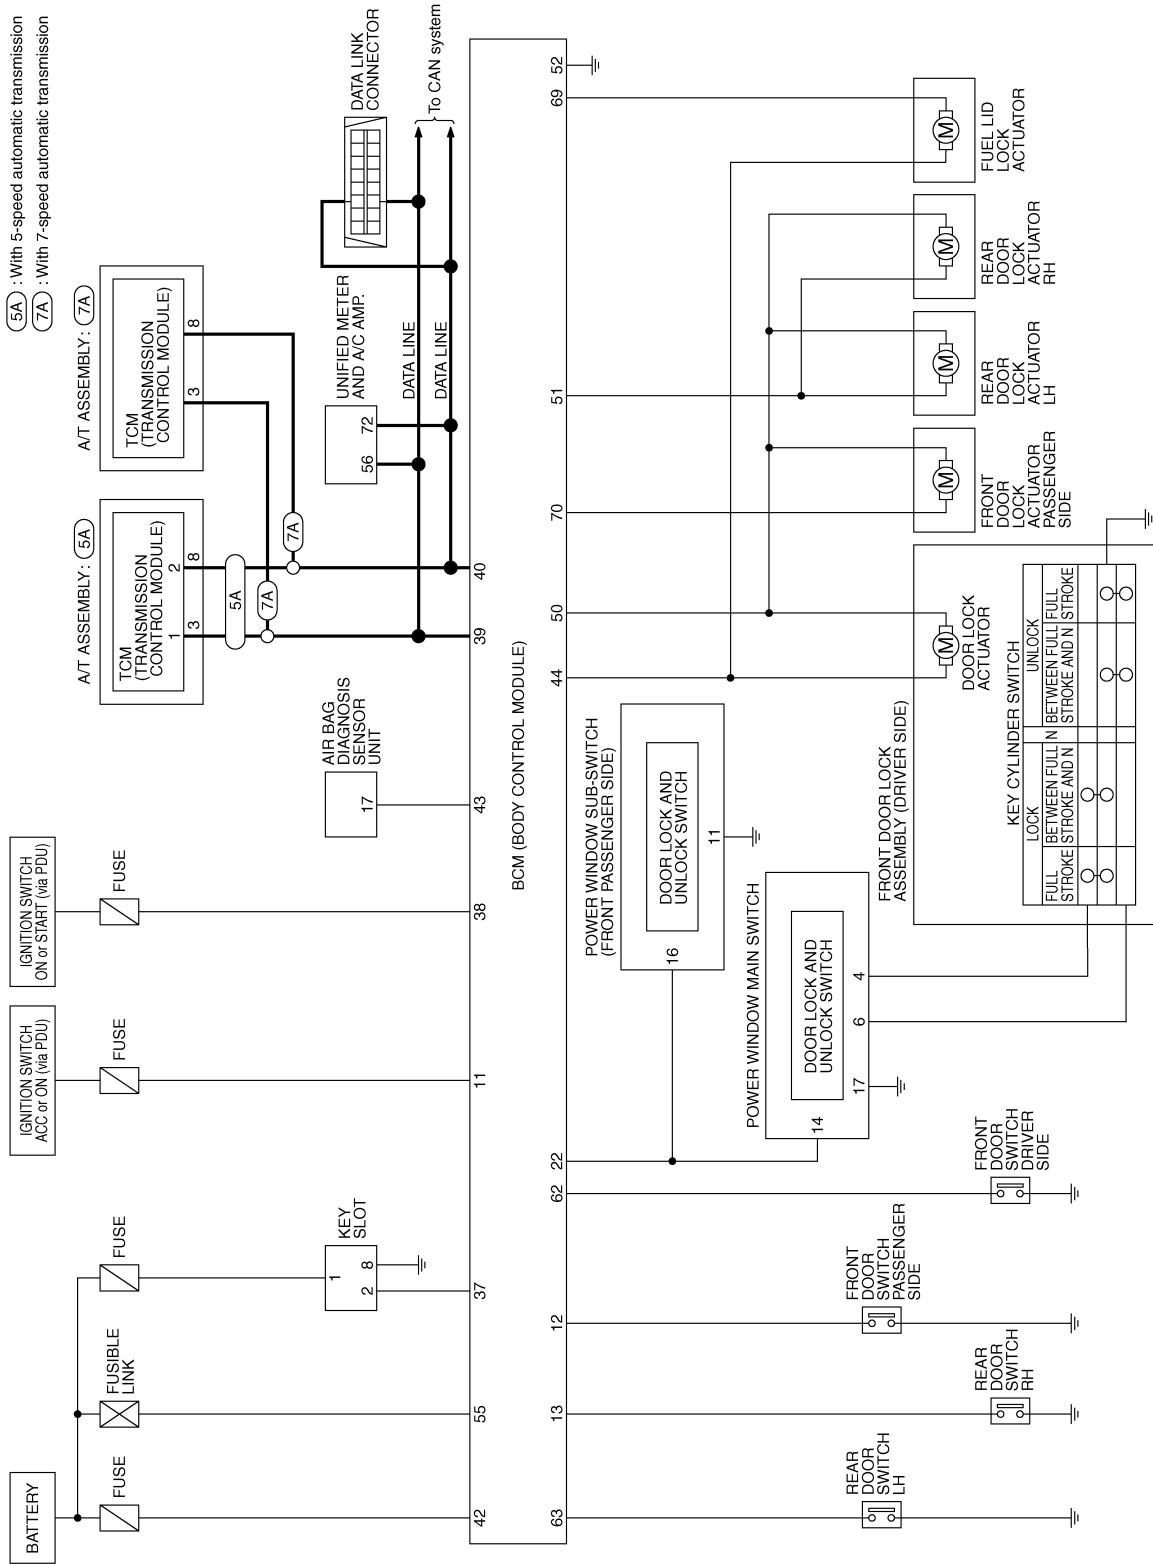 5A : With 5-speed automatic transmission
7A : With 7-speed automatic transmission
BATTERY
FUSE
FUSIBLE
LINK
FUSE
IGNITION SWITCH
ACC or ON (via PDU)
FUSE
IGNITION SWITCH
ON or START (via PDU)
FUSE
A/T ASSEMBLY : 5A
TCM
(TRANSMISSION
CONTROL MODULE)
1
2
3
8
5A
7A
7A
A/T ASSEMBLY : 7A
TCM
(TRANSMISSION
CONTROL MODULE)
3
8
KEY
SLOT
1
2
8
AIR BAG
DIAGNOSIS
SENSOR
UNIT
17
UNIFIED METER
AND A/C AMP.
56
72
DATA LINE
DATA LINE
DATA LINK
CONNECTOR
To CAN system
42
55
37
11
38
43
39
40
BCM (BODY CONTROL MODULE)
63
13
12
62
22
44
50
70
51
69
52
POWER WINDOW SUB-SWITCH
(FRONT PASSENGER SIDE)
DOOR LOCK AND
UNLOCK SWITCH
16
11
POWER WINDOW MAIN SWITCH
DOOR LOCK AND
UNLOCK SWITCH
14
17
6
4
REAR
DOOR
SWITCH
LH
REAR
DOOR
SWITCH
RH
FRONT
DOOR
SWITCH
PASSENGER
SIDE
FRONT
DOOR
SWITCH
DRIVER
SIDE
FRONT DOOR LOCK
ASSEMBLY (DRIVER SIDE)
M
DOOR LOCK
ACTUATOR
KEY CYLINDER SWITCH
LOCK
N
UNLOCK
FULL
STROKE
BETWEEN FULL
STROKE AND N
BETWEEN FULL
STROKE AND N
FULL
STROKE
M
FRONT
DOOR
LOCK
ACTUATOR
PASSENGER
SIDE
M
REAR
DOOR
LOCK
ACTUATOR
LH
M
REAR
DOOR
LOCK
ACTUATOR
RH
M
FUEL LID
LOCK
ACTUATOR